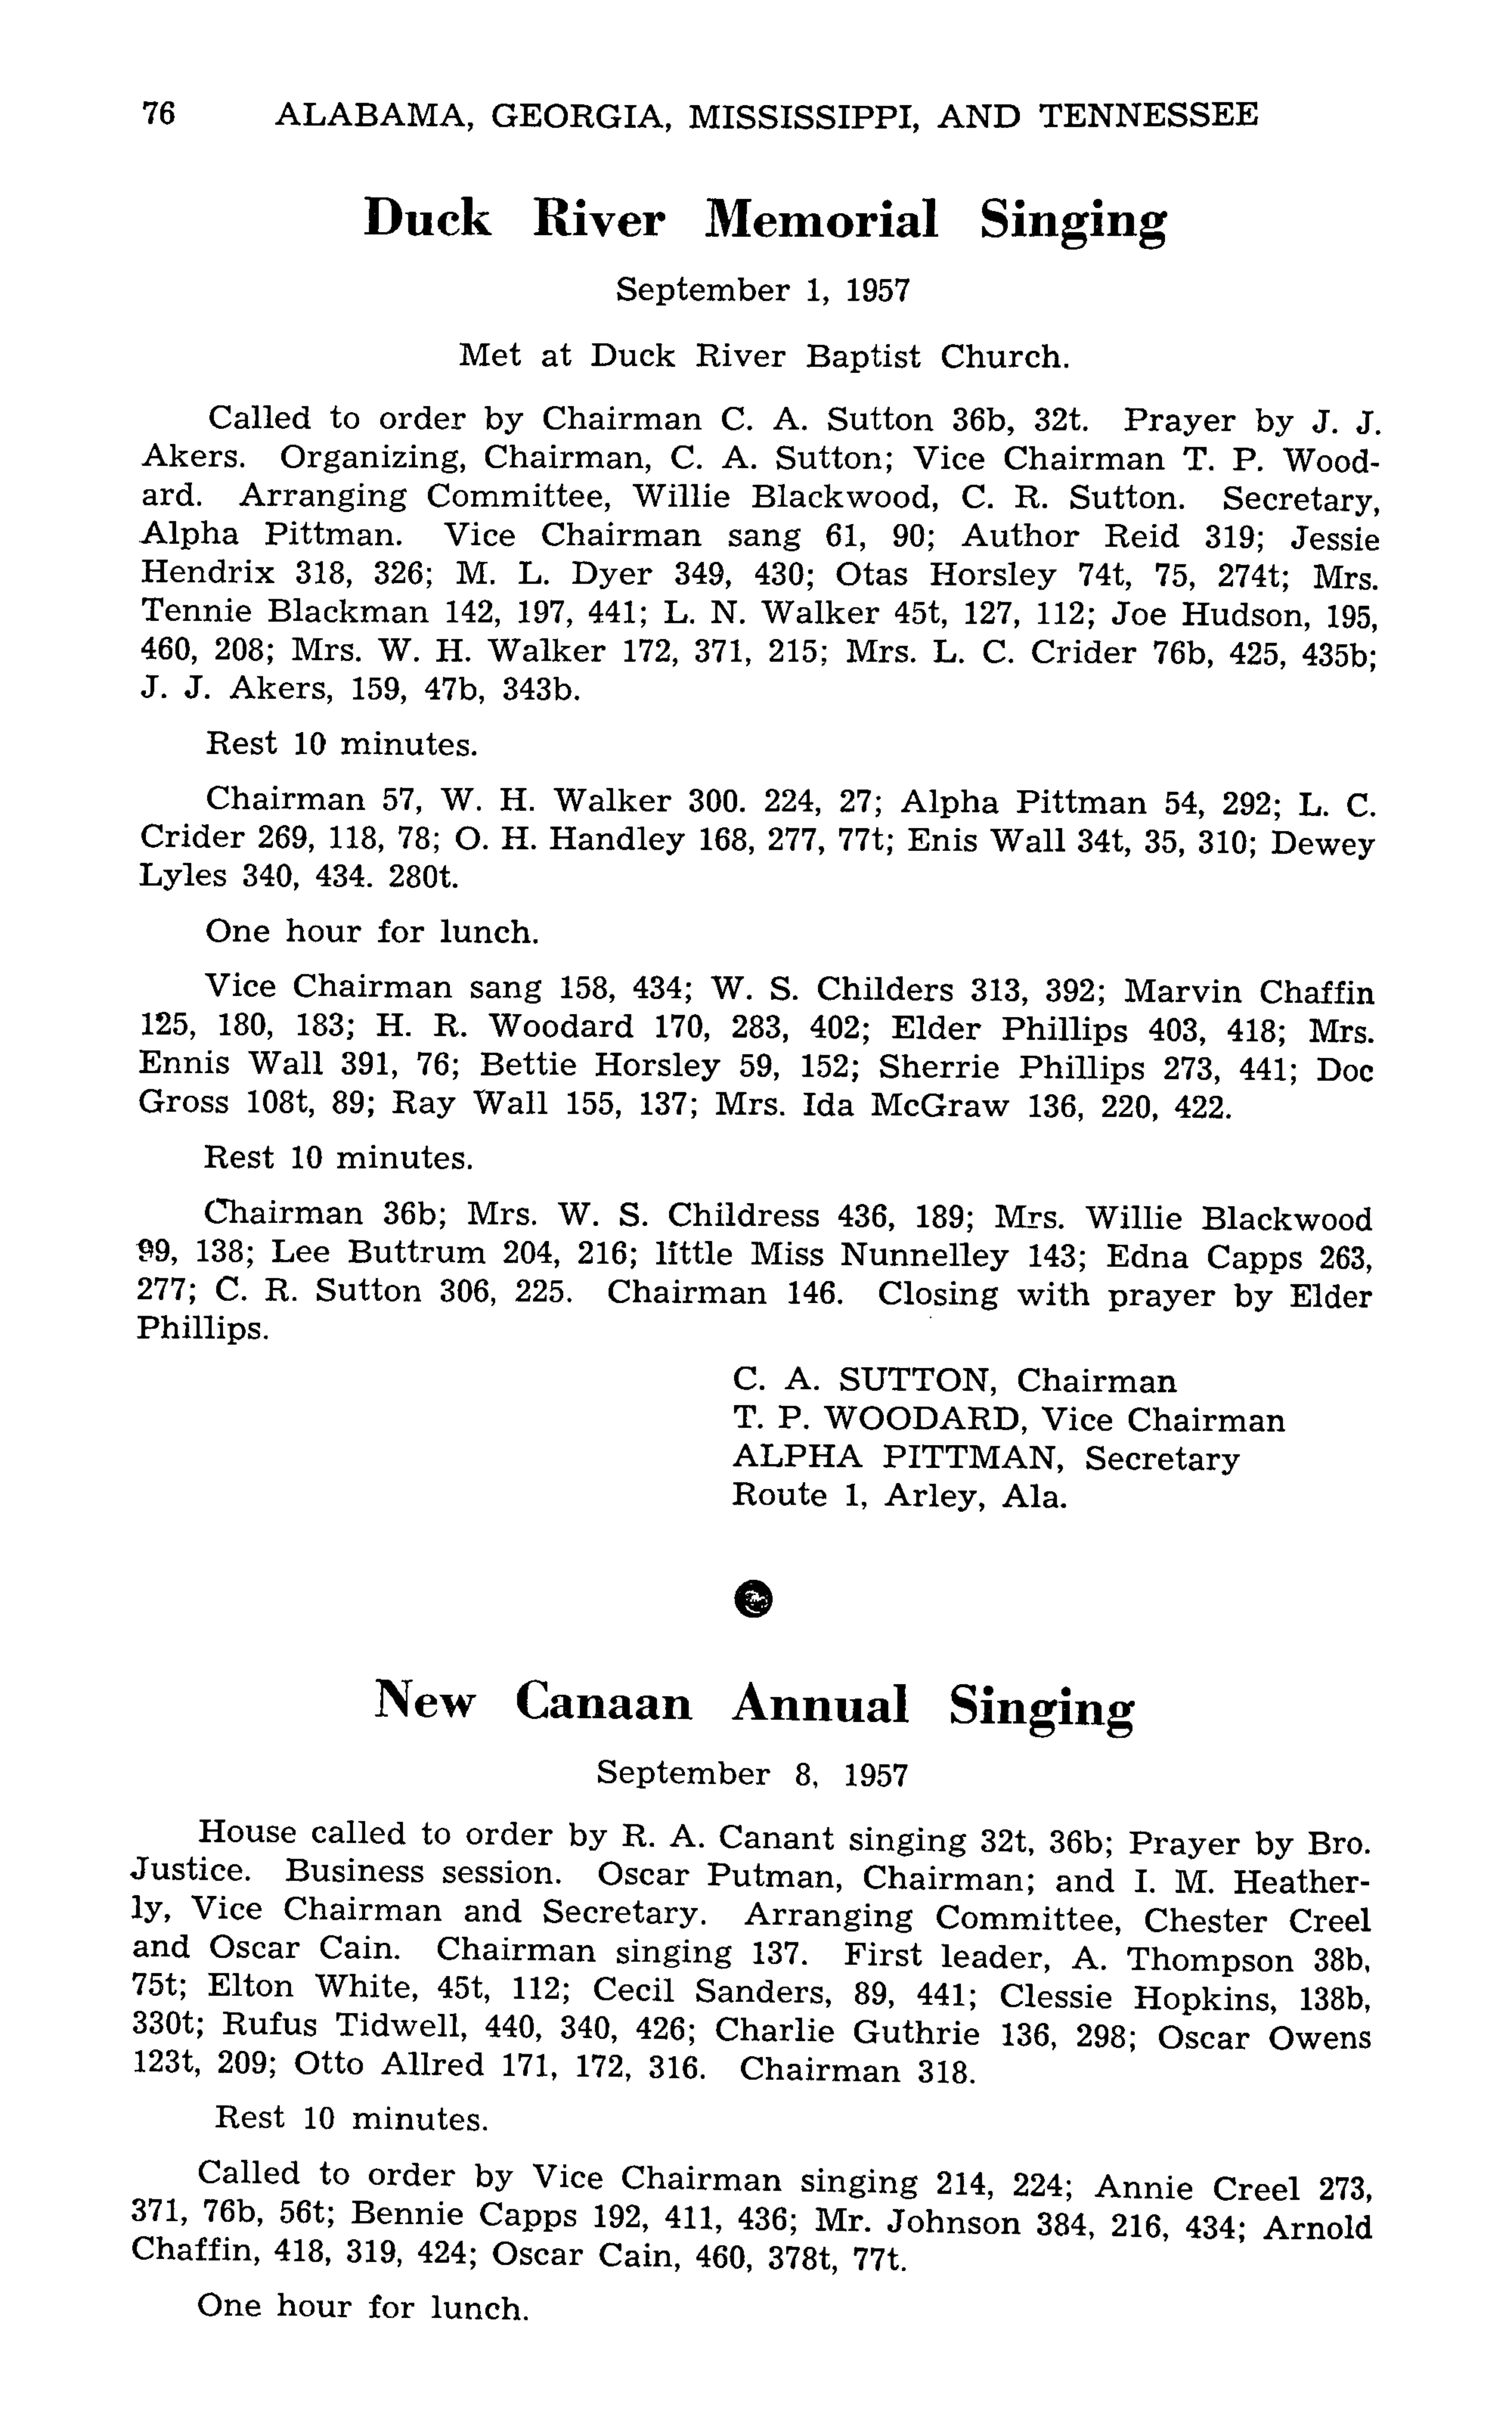 76 ALABAMA, GEORGIA, MISSISSIPPI, AND TENNESSEE
Duck River Memorial Singing
September 1, 1957
Met at Duck River Baptist Church.
Called to order by Chairman C. A. Sutton 36b, 32t. Prayer by J. J.
Akers. Organizing, Chairman, C. A. Sutton; Vice Chairman T. P. Wood-
ard. Arranging Committee, Willie Blackwood, C. R. Sutton. Secretary,
Alpha Pittman. Vice Chairman sang 61, 90; Author Reid 319; Jessie
Hendrix 318, 326; M. L. Dyer 349, 430; Otas Horsley 74t, 75, 274t; Mrs.
Tennie Blackman 142, 197, 441; L. N. Walker 45t, 127, 112; Joe Hudson, 195,
460, 208; Mrs. W. H. Walker 172, 371, 215; Mrs. L. C. Crider 76b, 425, 435b;
J. J. Akers, 159, 47b, 343b.
Rest 10 minutes.
Chairman 57, W. H. Walker 300. 224, 27; Alpha Pittman 54, 292; L. C.
Crider 269, 118, 78; O. H. Handley 168, 277, 77t; Enis Wall 34t, 35, 310; Dewey
Lyles 340, 434. 280t.
One hour for lunch.
Vice Chairman sang 158, 434; W. S. Childers 313, 392; Marvin Chaffin
125, 180, 183; H. R. Woodard 170, 283, 402; Elder Phillips 403, 418; Mrs.
Ennis Wall 391, 76; Bettie Horsley 59, 152; Sherrie Phillips 273, 441; Doc
Gross 108t, 89; Ray Wall 155, 137; Mrs. Ida McGraw 136, 220, 422.
Rest 10 minutes.
Chairman 36b; Mrs. W. S. Childress 436, 189; Mrs. Willie Blackwood
99, 138; Lee Buttrum 204, 216; little Miss Nunnelley 143; Edna Capps 263,
277; C. R. Sutton 306, 225. Chairman 146. Closing with prayer by Elder
Phillips.
C. A. SUTTON, Chairman
T. P. WOODARD, Vice Chairman
ALPHA PITTMAN, Secretary
Route 1, Arley, Ala.
New Canaan Annual Singing
September 8, 1957
House called to order by R. A. Canant singing 32t, 36b; Prayer by Bro.
Justice. Business session. Oscar Putman, Chairman; and I. M. Heather-
ly, Vice Chairman and Secretary. Arranging Committee, Chester Creel
and Oscar Cain. Chairman singing 137. First leader, A. Thompson 38b,
75t; Elton White, 45t, 112; Cecil Sanders, 89, 441; Clessie Hopkins, 138b,
330t; Rufus Tidwell, 440, 340, 426; Charlie Guthrie 136, 298; Oscar Owens
123t, 209; Otto Allred 171, 172, 316. Chairman 318.
Rest 10 minutes.
Called to order by Vice Chairman singing 214, 224; Annie Creel 273,
371, 76b, 56t; Bennie Capps 192, 411, 436; Mr. Johnson 384, 216, 434; Arnold
Chaffin, 418, 319, 424; Oscar Cain, 460, 378t, 77t.
One hour for lunch.